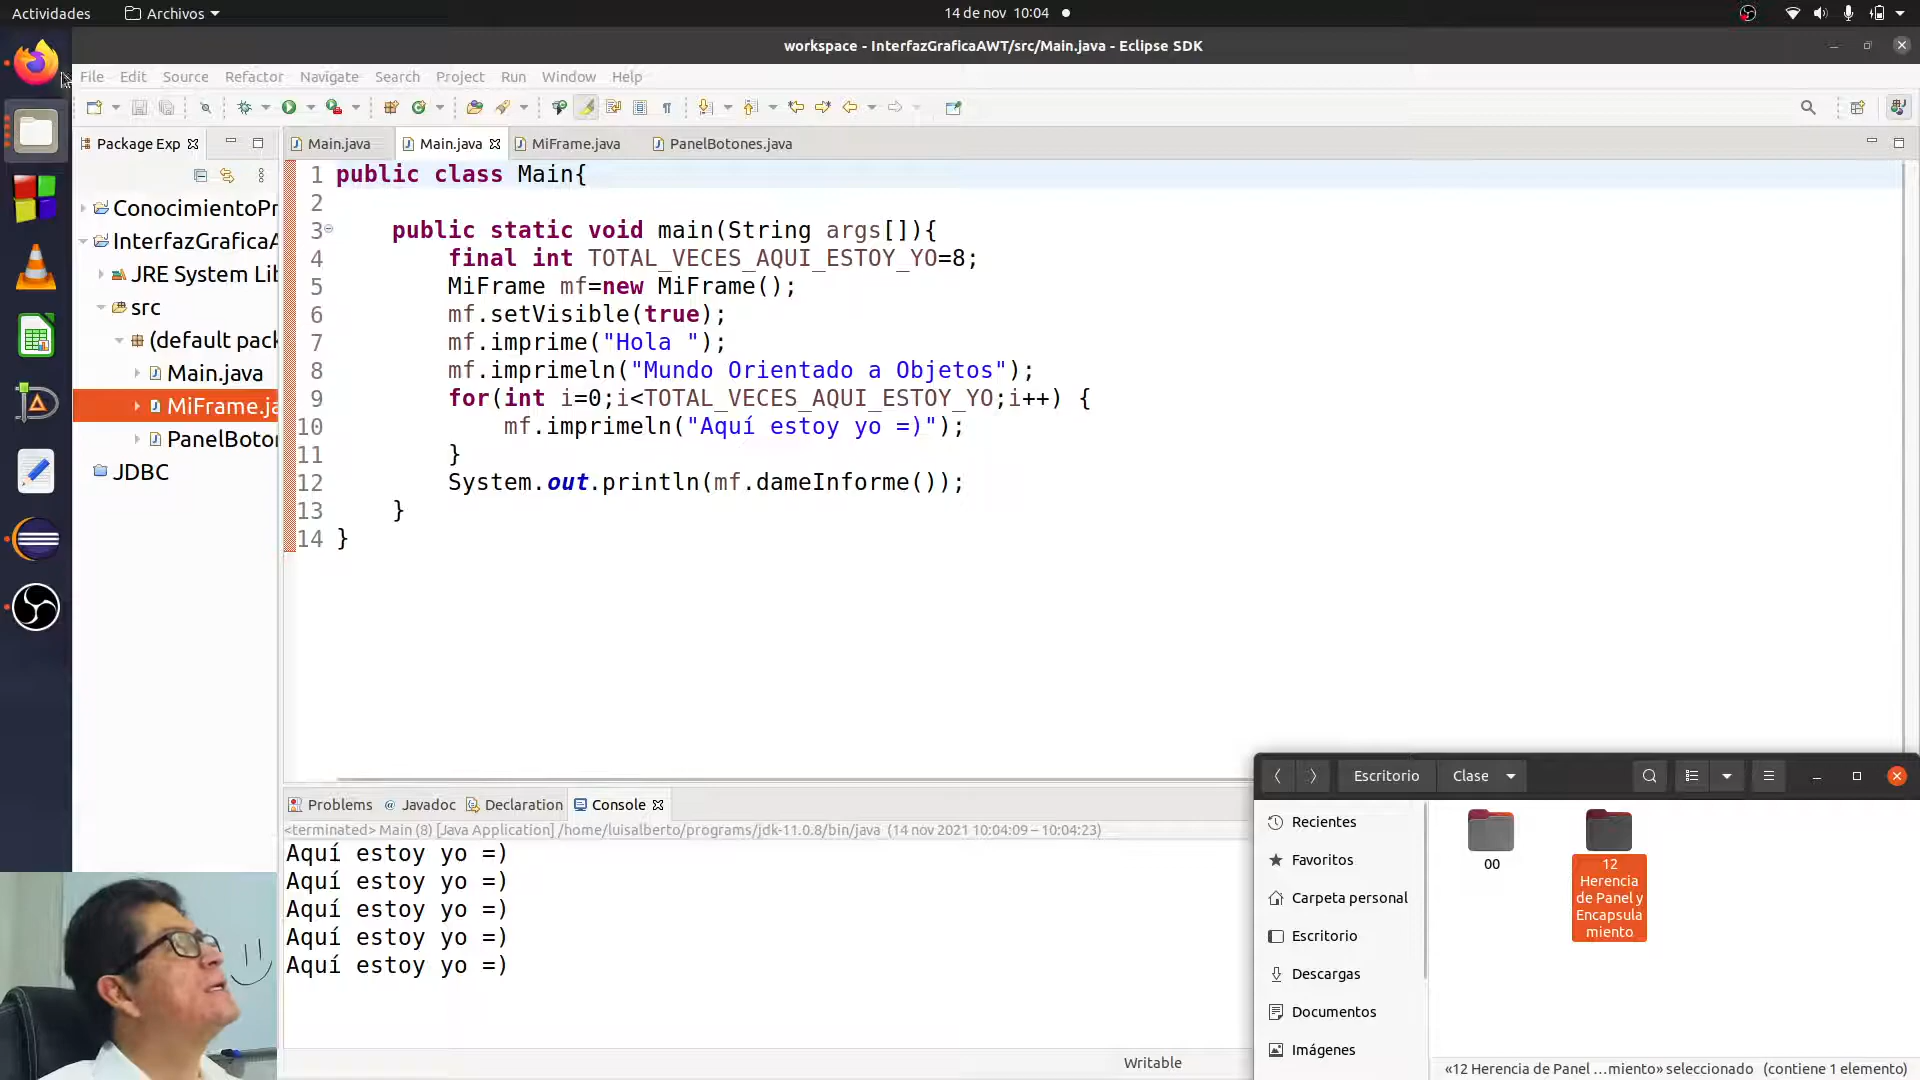 Actividades
Archivos
14 de nov 10:04
workspace - InterfazGraficaAWT/src/Main.java - Eclipse SDK
File Edit Source Refactor Navigate Search Project Run Window Help
Package Exp
Main.java
Main.java
MiFrame.java
PanelBotones.java
ConocimientoPr
InterfazGraficaA
JRE System Lib
src
(default pack
Main.java
MiFrame.ja
PanelBoton
JDBC
1 public class Main{
2
3 public static void main(String args[]){
4 final int TOTAL_VECES_AQUI_ESTOY_YO=8;
5 MiFrame mf=new MiFrame();
6 mf.setVisible(true);
7 mf.imprime("Hola ");
8 mf.imprimeln("Mundo Orientado a Objetos");
9 for(int i=0;i<TOTAL_VECES_AQUI_ESTOY_YO;i++) {
10 mf.imprimeln("Aquí estoy yo =)");
11 }
12 System.out.println(mf.dameInforme());
13 }
14 }
Problems
Javadoc
Declaration
Console
<terminated> Main (8) [Java Application] /home/luisalberto/programs/jdk-11.0.8/bin/java (14 nov 2021 10:04:09 – 10:04:23)
Aquí estoy yo =)
Aquí estoy yo =)
Aquí estoy yo =)
Aquí estoy yo =)
Aquí estoy yo =)
Writable
Escritorio
Clase
Recientes
Favoritos
Carpeta personal
Escritorio
Descargas
Documentos
Imágenes
00
12
Herencia
de Panel y
Encapsula
miento
«12 Herencia de Panel …miento» seleccionado (contiene 1 elemento)